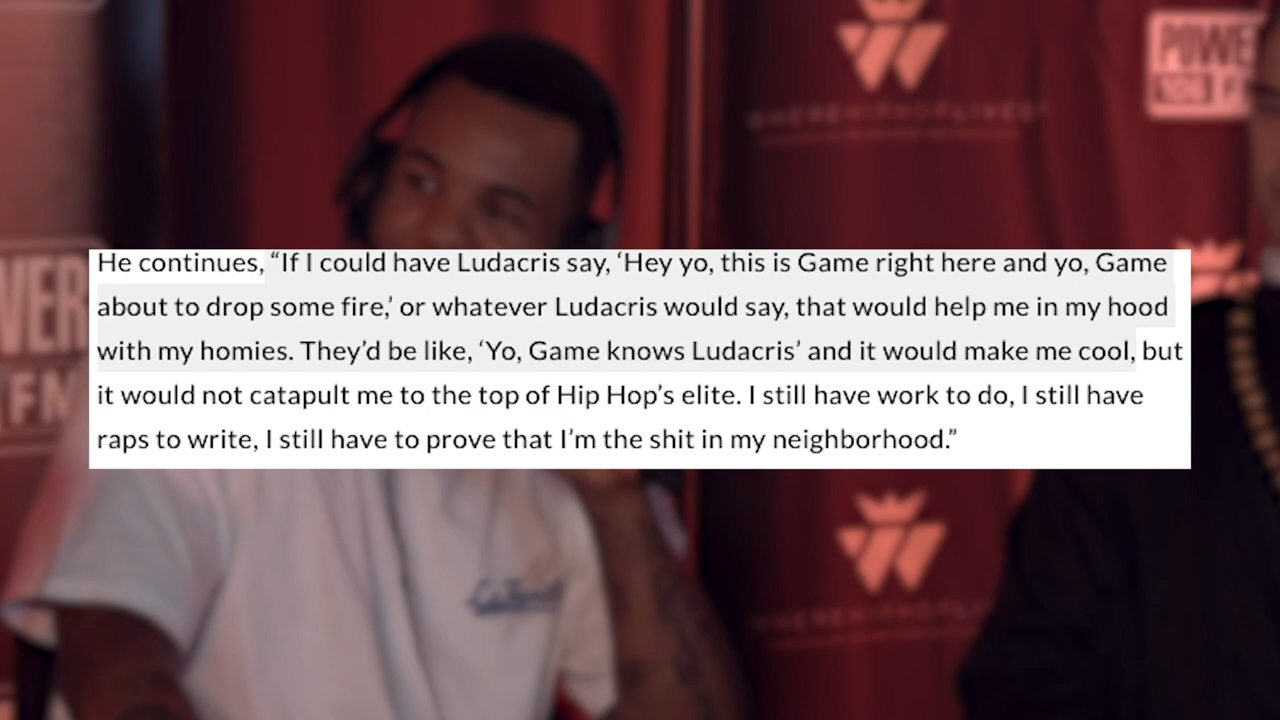 POWE
WHEREHIPHOPLIVES
He continues, “If I could have Ludacris say, ‘Hey yo, this is Game right here and yo, Game
about to drop some fire,’ or whatever Ludacris would say, that would help me in my hood
with my homies. They’d be like, ‘Yo, Game knows Ludacris’ and it would make me cool, but
it would not catapult me to the top of Hip Hop’s elite. I still have work to do, I still have
raps to write, I still have to prove that I’m the shit in my neighborhood.”
WER
FM